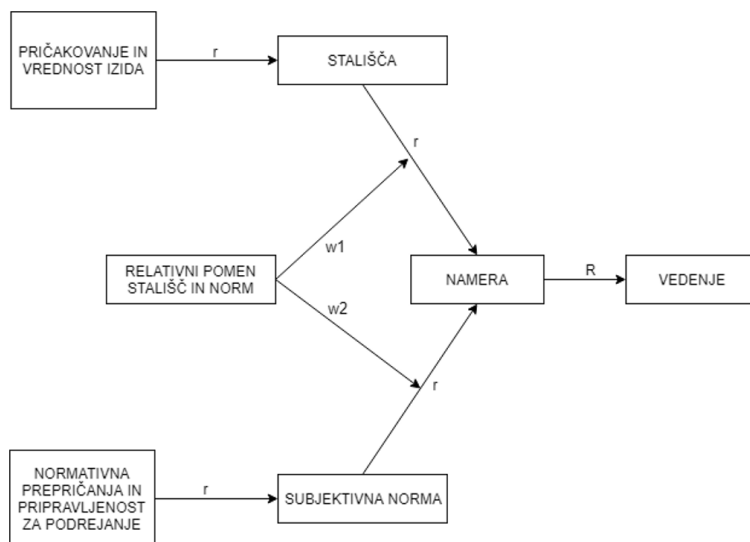 PRIČAKOVANJE IN
VREDNOST IZIDA
r
STALIŠČA
r
w1
RELATIVNI POMEN
STALIŠČ IN NORM
NAMERA
R
VEDENJE
w2
r
NORMATIVNA
PREPRIČANJA IN
PRIPRAVLJENOST
ZA PODREJANJE
r
SUBJEKTIVNA NORMA